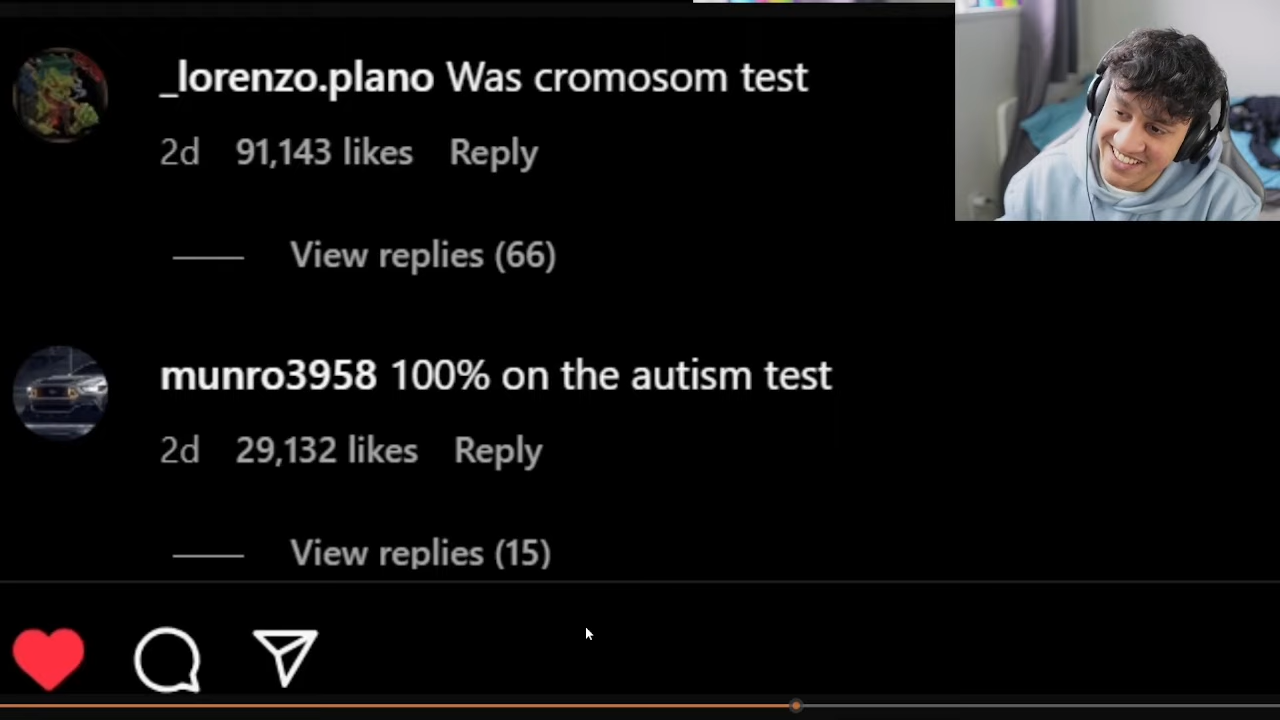 _lorenzo.plano Was cromosom test
2d 91,143 likes Reply
View replies (66)
munro3958 100% on the autism test
2d 29,132 likes Reply
View replies (15)